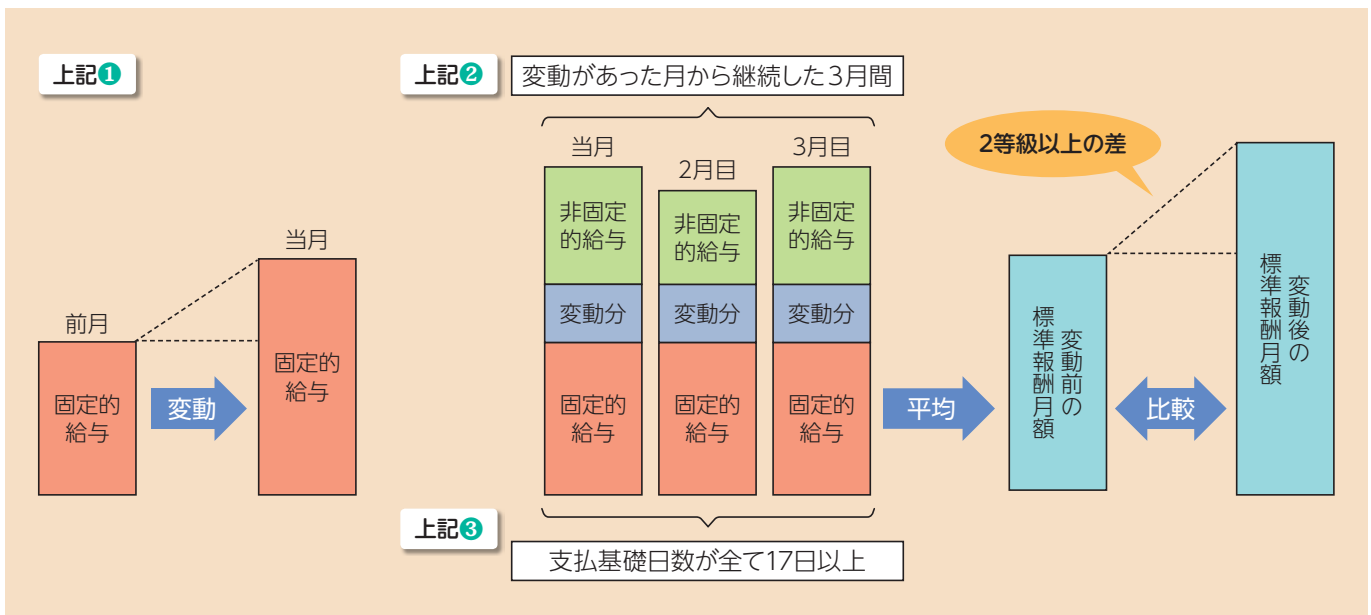 上記❶
前月
固定的
給与
変動
当月
固定的
給与
上記❷
変動があった月から継続した3月間
当月
非固定
的給与
変動分
固定的
給与
2月目
非固定
的給与
変動分
固定的
給与
3月目
非固定
的給与
変動分
固定的
給与
上記❸
支払基礎日数が全て17日以上
平均
2等級以上の差
変動前の
標準報酬月額
比較
変動後の
標準報酬月額